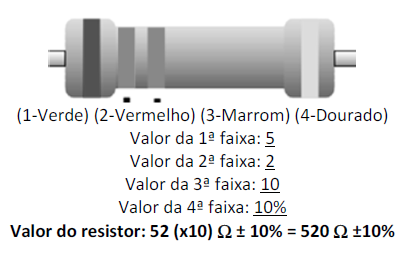 (1-Verde) (2-Vermelho) (3-Marrom) (4-Dourado)
Valor da 1ª faixa: 5
Valor da 2ª faixa: 2
Valor da 3ª faixa: 10
Valor da 4ª faixa: 10%
Valor do resistor: 52 (x10) Ω ± 10% = 520 Ω ±10%